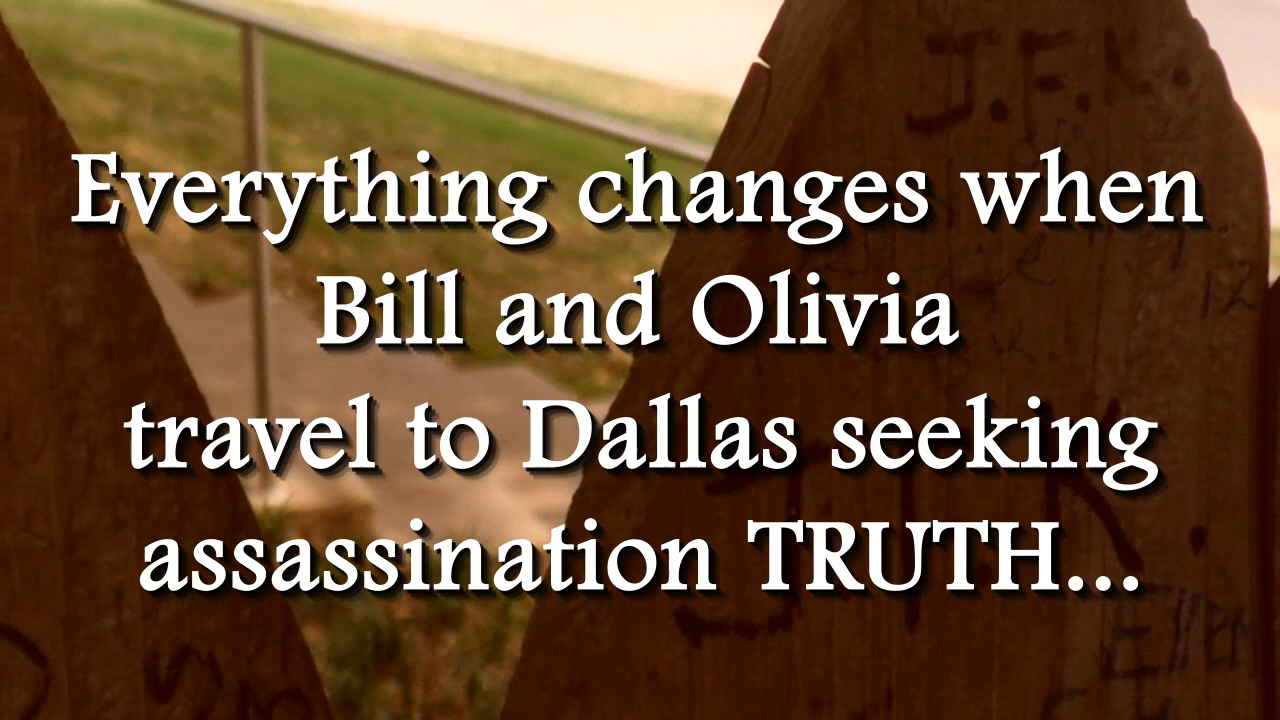 J.F.K.
Everything changes when
Bill and Olivia
travel to Dallas seeking
assassination TRUTH...